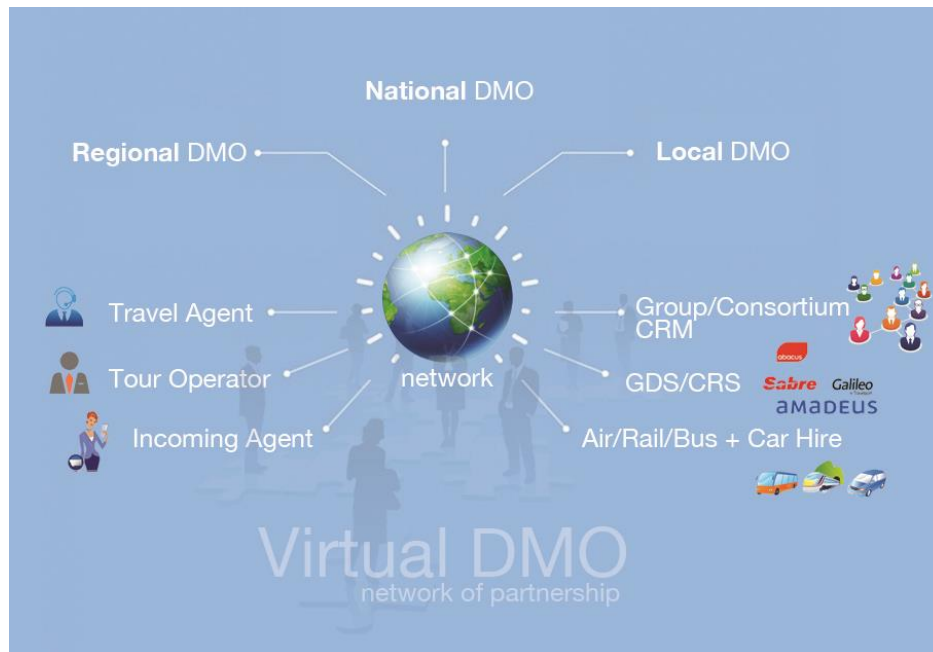 National DMO
Regional DMO
Local DMO
Travel Agent
Group/Consortium
CRM
abacus
Tour Operator
network
GDS/CRS
Sabre
Galileo
amadeus
Incoming Agent
Air/Rail/Bus + Car Hire
Virtual DMO
network of partnership